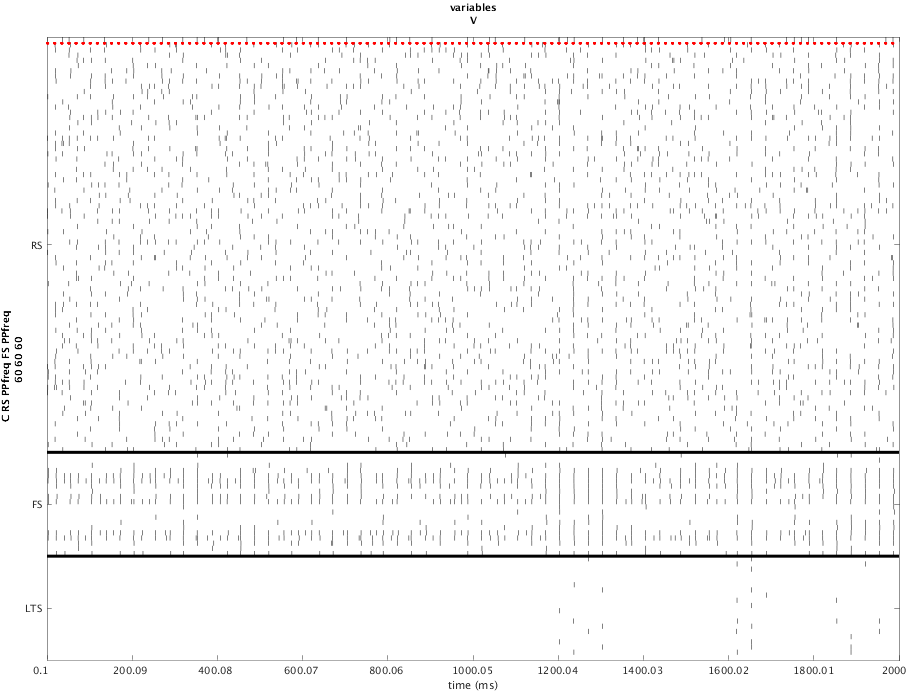 variables
V
C RS PPfreq FS PPfreq
60 60 60
RS
FS
LTS
0.1 200.09 400.08 600.07 800.06 1000.05 1200.04 1400.03 1600.02 1800.01 2000
time (ms)